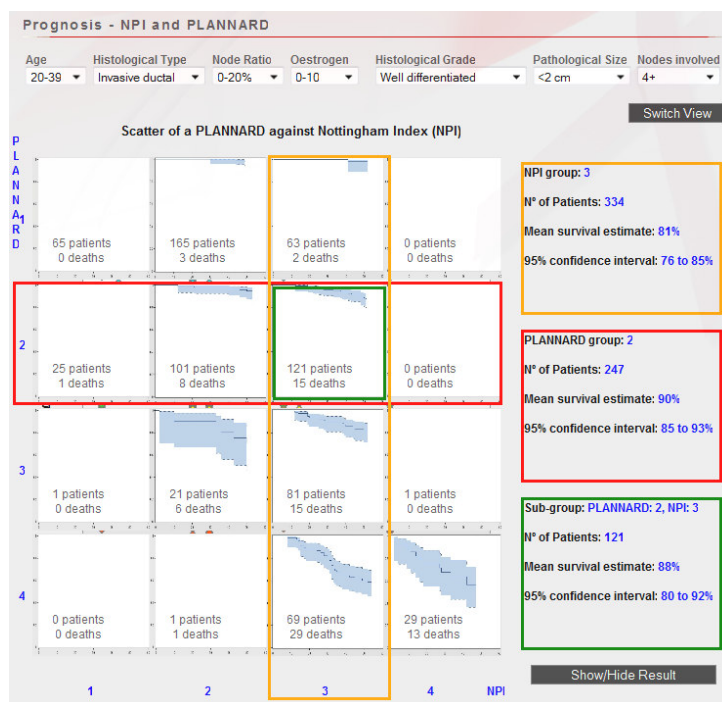 Prognosis - NPI and PLANNARD
Age Histological Type Node Ratio Oestrogen Histological Grade Pathological Size Nodes involved
20-39 Invasive ductal 0-20% 0-10 Well differentiated <2 cm 4+
Switch View
Scatter of a PLANNARD against Nottingham Index (NPI)
PLANNARD
1
65 patients
0 deaths
165 patients
3 deaths
63 patients
2 deaths
0 patients
0 deaths
NPI group: 3
Nº of Patients: 334
Mean survival estimate: 81%
95% confidence interval: 76 to 85%
2
25 patients
1 deaths
101 patients
8 deaths
121 patients
15 deaths
0 patients
0 deaths
PLANNARD group: 2
Nº of Patients: 247
Mean survival estimate: 90%
95% confidence interval: 85 to 93%
3
1 patients
0 deaths
21 patients
6 deaths
81 patients
15 deaths
1 patients
0 deaths
Sub-group: PLANNARD: 2, NPI: 3
Nº of Patients: 121
Mean survival estimate: 88%
95% confidence interval: 80 to 92%
4
0 patients
0 deaths
1 patients
1 deaths
69 patients
29 deaths
29 patients
13 deaths
Show/Hide Result
1 2 3 4 NPI